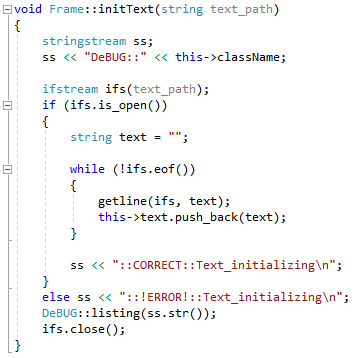 void Frame::initText(string text_path)
{
    stringstream ss;
    ss << "DeBUG::" << this->className;

    ifstream ifs(text_path);
    if (ifs.is_open())
    {
        string text = "";

        while (!ifs.eof())
        {
            getline(ifs, text);
            this->text.push_back(text);
        }

        ss << "::CORRECT::Text_initializing\n";
    }
    else ss << "::!ERROR!::Text_initializing\n";
    DeBUG::listing(ss.str());
    ifs.close();
}